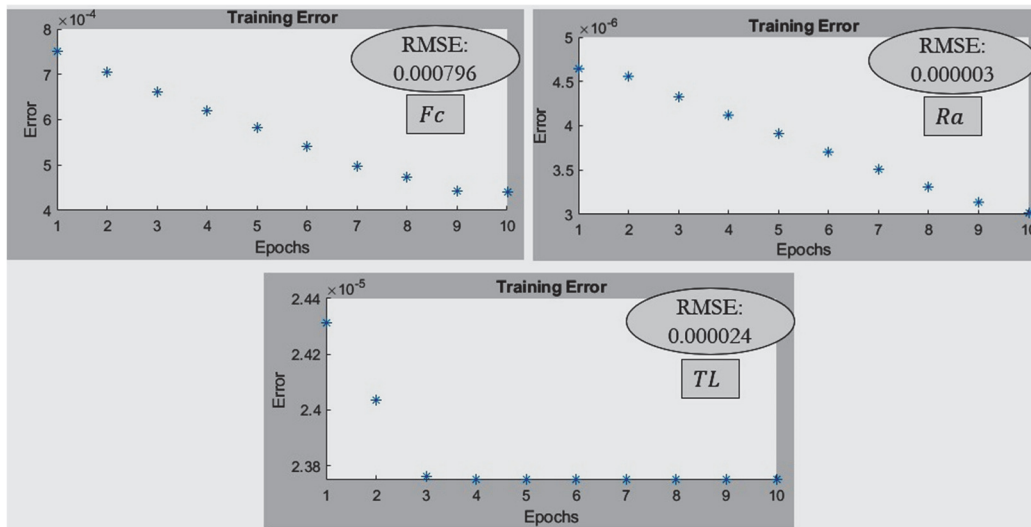 Training Error
×10⁻⁴
8
7
6
5
4
Error
1 2 3 4 5 6 7 8 9 10
Epochs
RMSE:
0.000796
Fc
Training Error
×10⁻⁶
5
4.5
4
3.5
3
Error
1 2 3 4 5 6 7 8 9 10
Epochs
RMSE:
0.000003
Ra
Training Error
×10⁻⁵
2.44
2.42
2.4
2.38
Error
1 2 3 4 5 6 7 8 9 10
Epochs
RMSE:
0.000024
TL